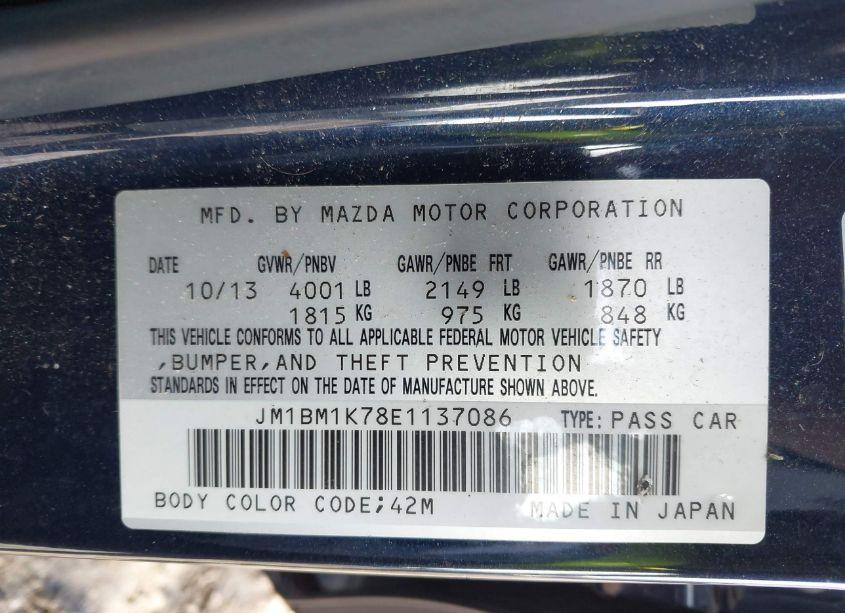 MFD. BY MAZDA MOTOR CORPORATION
DATE GVWR/PNBV GAWR/PNBE FRT GAWR/PNBE RR
10/13 4001 LB 2149 LB 1870 LB
1815 KG 975 KG 848 KG
THIS VEHICLE CONFORMS TO ALL APPLICABLE FEDERAL MOTOR VEHICLE SAFETY
,BUMPER,AND THEFT PREVENTION
STANDARDS IN EFFECT ON THE DATE OF MANUFACTURE SHOWN ABOVE.
JM1BM1K78E1137086 TYPE: PASS CAR
BODY COLOR CODE;42M MADE IN JAPAN